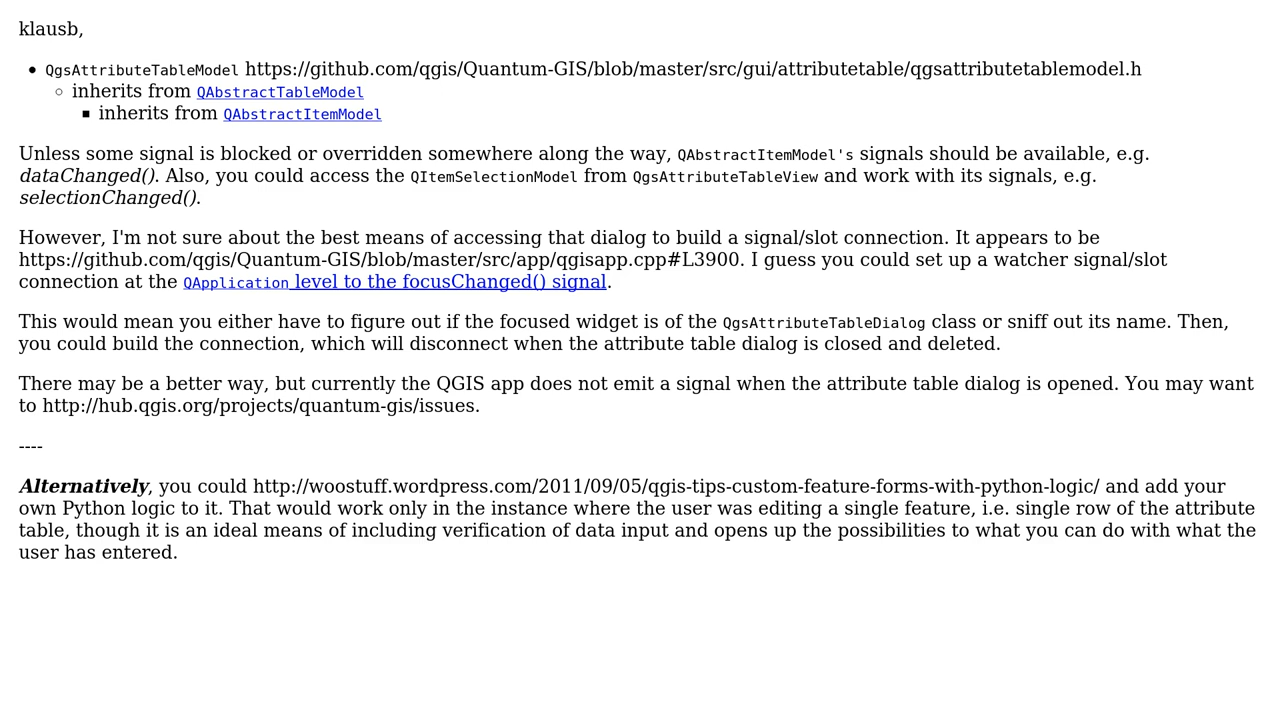 klausb,
QgsAttributeTableModel https://github.com/qgis/Quantum-GIS/blob/master/src/gui/attributetable/qgsattributetablemodel.h
inherits from QAbstractTableModel
inherits from QAbstractItemModel
Unless some signal is blocked or overridden somewhere along the way, QAbstractItemModel's signals should be available, e.g.
dataChanged(). Also, you could access the QItemSelectionModel from QgsAttributeTableView and work with its signals, e.g.
selectionChanged().
However, I'm not sure about the best means of accessing that dialog to build a signal/slot connection. It appears to be
https://github.com/qgis/Quantum-GIS/blob/master/src/app/qgisapp.cpp#L3900. I guess you could set up a watcher signal/slot
connection at the QApplication level to the focusChanged() signal.
This would mean you either have to figure out if the focused widget is of the QgsAttributeTableDialog class or sniff out its name. Then,
you could build the connection, which will disconnect when the attribute table dialog is closed and deleted.
There may be a better way, but currently the QGIS app does not emit a signal when the attribute table dialog is opened. You may want
to http://hub.qgis.org/projects/quantum-gis/issues.
----
Alternatively, you could http://woostuff.wordpress.com/2011/09/05/qgis-tips-custom-feature-forms-with-python-logic/ and add your
own Python logic to it. That would work only in the instance where the user was editing a single feature, i.e. single row of the attribute
table, though it is an ideal means of including verification of data input and opens up the possibilities to what you can do with what the
user has entered.